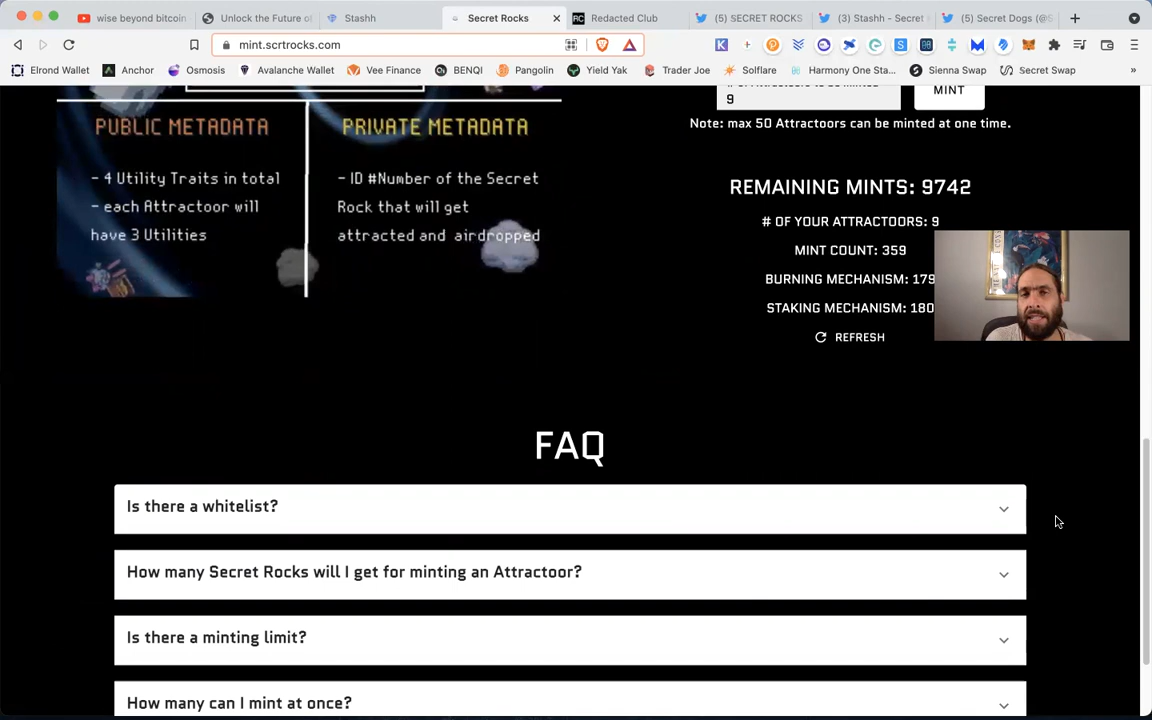 wise beyond bitcoin
Unlock the Future of
Stashh
Secret Rocks
RC
Redacted Club
(5) SECRET ROCKS
(3) Stashh - Secret
(5) Secret Dogs (@S
mint.scrtrocks.com
Elrond Wallet
Anchor
Osmosis
Avalanche Wallet
Vee Finance
BENQI
Pangolin
Yield Yak
Trader Joe
Solflare
Harmony One Sta...
Sienna Swap
Secret Swap
PUBLIC METADATA
- 4 Utility Traits in total
- each Attractoor will
have 3 Utilities
PRIVATE METADATA
- ID #Number of the Secret
Rock that will get
attracted and airdropped
# of Attractoors to be minted
9
MINT
Note: max 50 Attractoors can be minted at one time.
REMAINING MINTS: 9742
# OF YOUR ATTRACTOORS: 9
MINT COUNT: 359
BURNING MECHANISM: 179
STAKING MECHANISM: 180
REFRESH
FAQ
Is there a whitelist?
How many Secret Rocks will I get for minting an Attractoor?
Is there a minting limit?
How many can I mint at once?